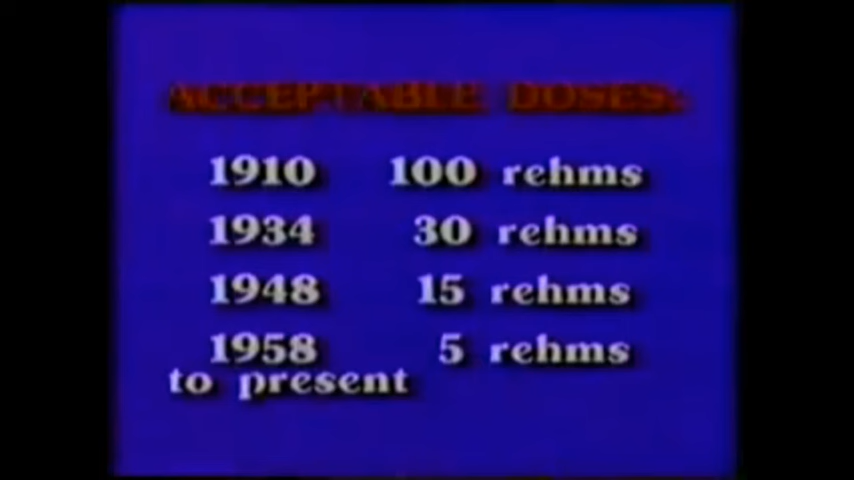 ACCEPTABLE DOSES:
1910 100 rehms
1934 30 rehms
1948 15 rehms
1958 5 rehms
to present